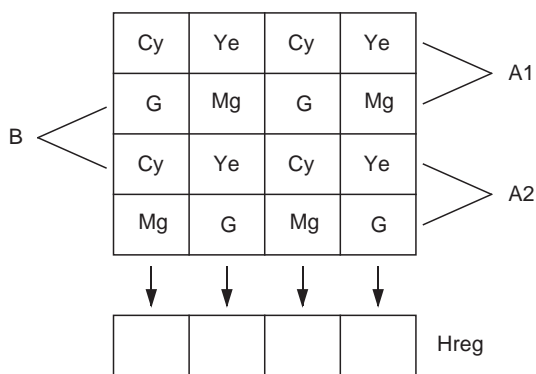 Cy Ye Cy Ye
A1
G Mg G Mg
B
Cy Ye Cy Ye
A2
Mg G Mg G
Hreg